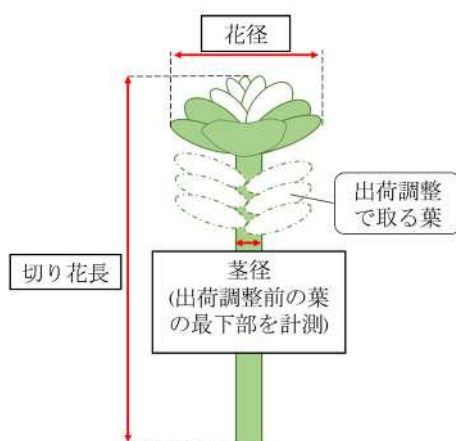 花径
出荷調整
で取る葉
切り花長
茎径
(出荷調整前の葉
の最下部を計測)